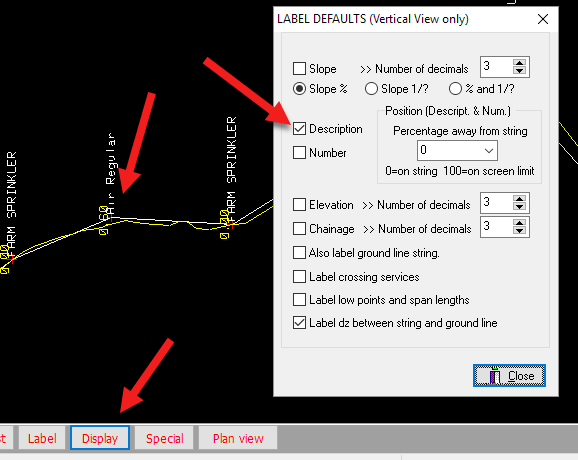 LABEL DEFAULTS (Vertical View only)
Slope >> Number of decimals 3
Slope % Slope 1/? % and 1/?
Description
Number
Position (Descript. & Num.)
Percentage away from string
0
0=on string 100=on screen limit
Elevation >> Number of decimals 3
Chainage >> Number of decimals 3
Also label ground line string.
Label crossing services
Label low points and span lengths
Label dz between string and ground line
Close
FARM SPRINKLER
0.00
Air Regular
0.60
FARM SPRINKLER
Label Display Special Plan view